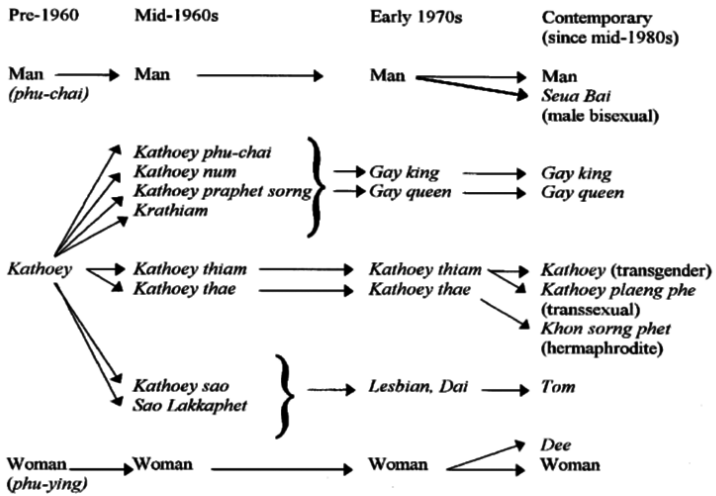 Pre-1960 Mid-1960s Early 1970s Contemporary
(since mid-1980s)
Man Man Man Man
(phu-chai) Seua Bai
(male bisexual)
Kathoey phu-chai
Kathoey num Gay king Gay king
Kathoey praphet sorng Gay queen Gay queen
Krathiam
Kathoey Kathoey thiam Kathoey thiam Kathoey (transgender)
Kathoey thae Kathoey thae Kathoey plaeng phe
(transsexual)
Khon sorng phet
(hermaphrodite)
Kathoey sao Lesbian, Dai Tom
Sao Lakkaphet
Dee
Woman Woman Woman Woman
(phu-ying)